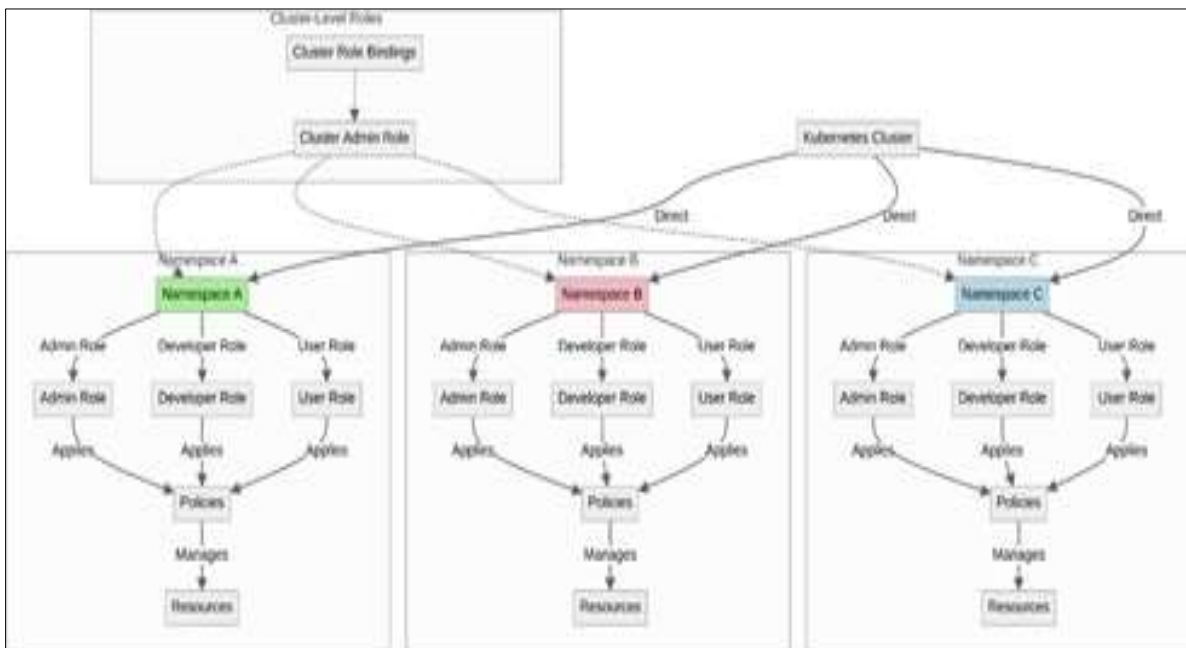 Cluster-Level Roles
Cluster Role Bindings
Cluster Admin Role
Kubernetes Cluster
Direct
Direct
Direct
Namespace A
Namespace B
Namespace C
Namespace A
Namespace B
Namespace C
Admin Role
Developer Role
User Role
Admin Role
Developer Role
User Role
Admin Role
Developer Role
User Role
Admin Role
Developer Role
User Role
Admin Role
Developer Role
User Role
Admin Role
Developer Role
User Role
Applies
Applies
Applies
Applies
Applies
Applies
Applies
Applies
Applies
Policies
Policies
Policies
Manages
Manages
Manages
Resources
Resources
Resources